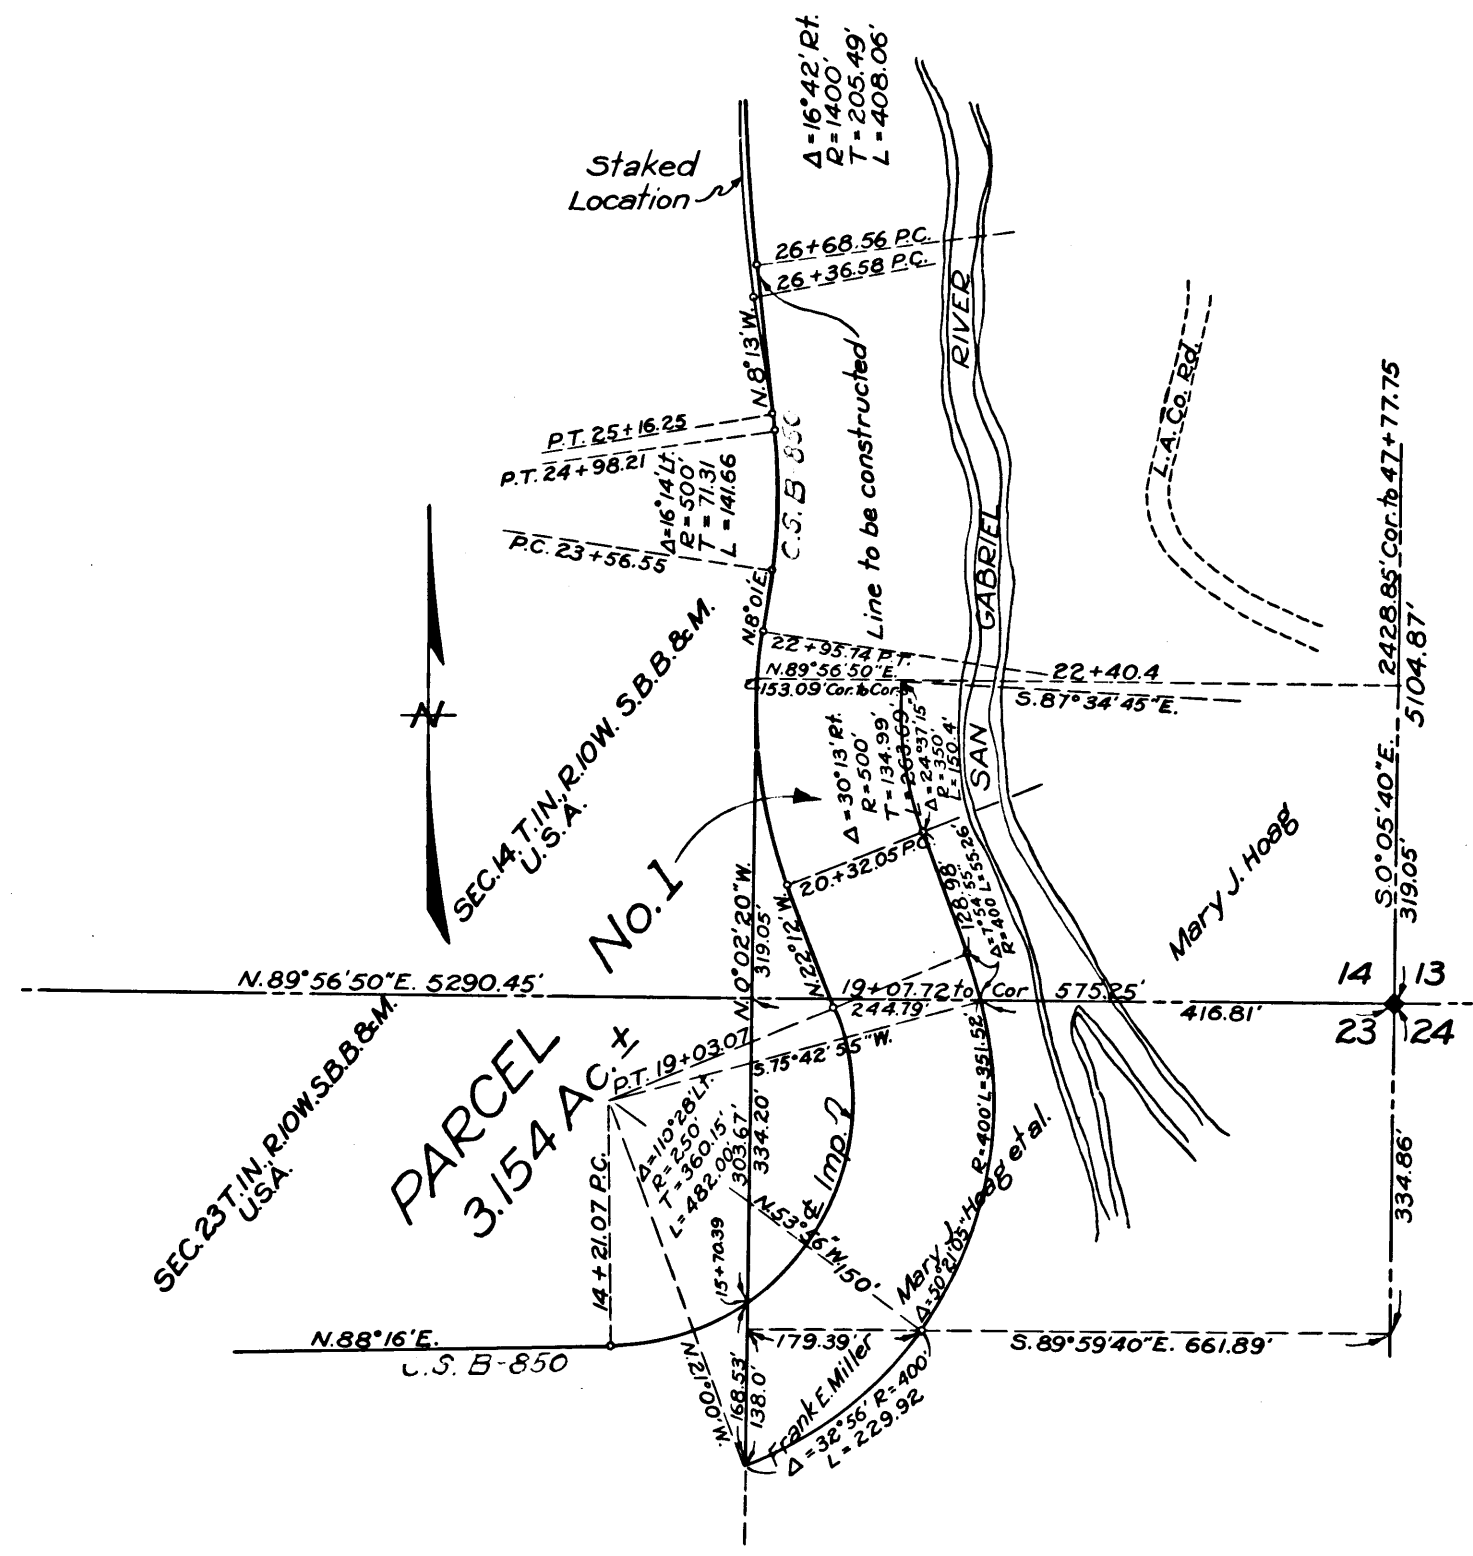 Δ=16°42' Rt.
R=1400'
T=205.49'
L=408.06'
Staked
Location
26+68.56 P.C.
26+36.58 P.C.
N.8°13'W.
RIVER
L.A. Co. Rd.
Line to be constructed
P.T. 25+16.25
P.T. 24+98.21
Δ=16°14' Lt.
R=500'
T=71.31
L=141.66
C.S. B-850
P.C. 23+56.55
N.8°01'E.
GABRIEL
2428.85' Cor. to 47+77.75
5104.87'
22+95.74 P.T.
N.89°56'50"E.
153.09' Cor. to Cor.
22+40.4
S.87°34'45"E.
N
SEC. 14, T.1N., R.10W. S.B.B.&M.
U.S.A.
Δ=30°13' Rt.
R=500'
T=134.99'
L=263.69'
Δ=24°37'15"
R=350'
L=150.4'
SAN
S.0°05'40"E.
319.05'
No. 1
20+32.05 P.C.
128.98'
Δ=7°54'55"
R=400 L=55.26'
Mary J. Hoag
N.0°02'20"W.
319.05'
N.22°12'W.
N.89°56'50"E. 5290.45'
19+07.72 to Cor
575.25'
416.81'
14 13
23 24
244.79'
P.T. 19+03.07
S.75°42'55"W.
SEC. 23 T.1N., R.10W. S.B.B.&M.
U.S.A.
PARCEL
3.154 Ac. ±
14+21.07 P.C.
Δ=110°28' Lt.
R=250'
T=360.15'
L=482.00'
303.67'
334.20'
℄ Imp.
R=400' L=351.52'
Δ=50°21'05"
Mary J. Hoag et al.
334.86'
N.53°56'W. 150'
15+70.39
N.88°16'E.
C.S. B-850
179.39'
S.89°59'40"E. 661.89'
N.21°00'W.
168.53'
138.0'
Frank E. Miller
Δ=32°56' R=400'
L=229.92